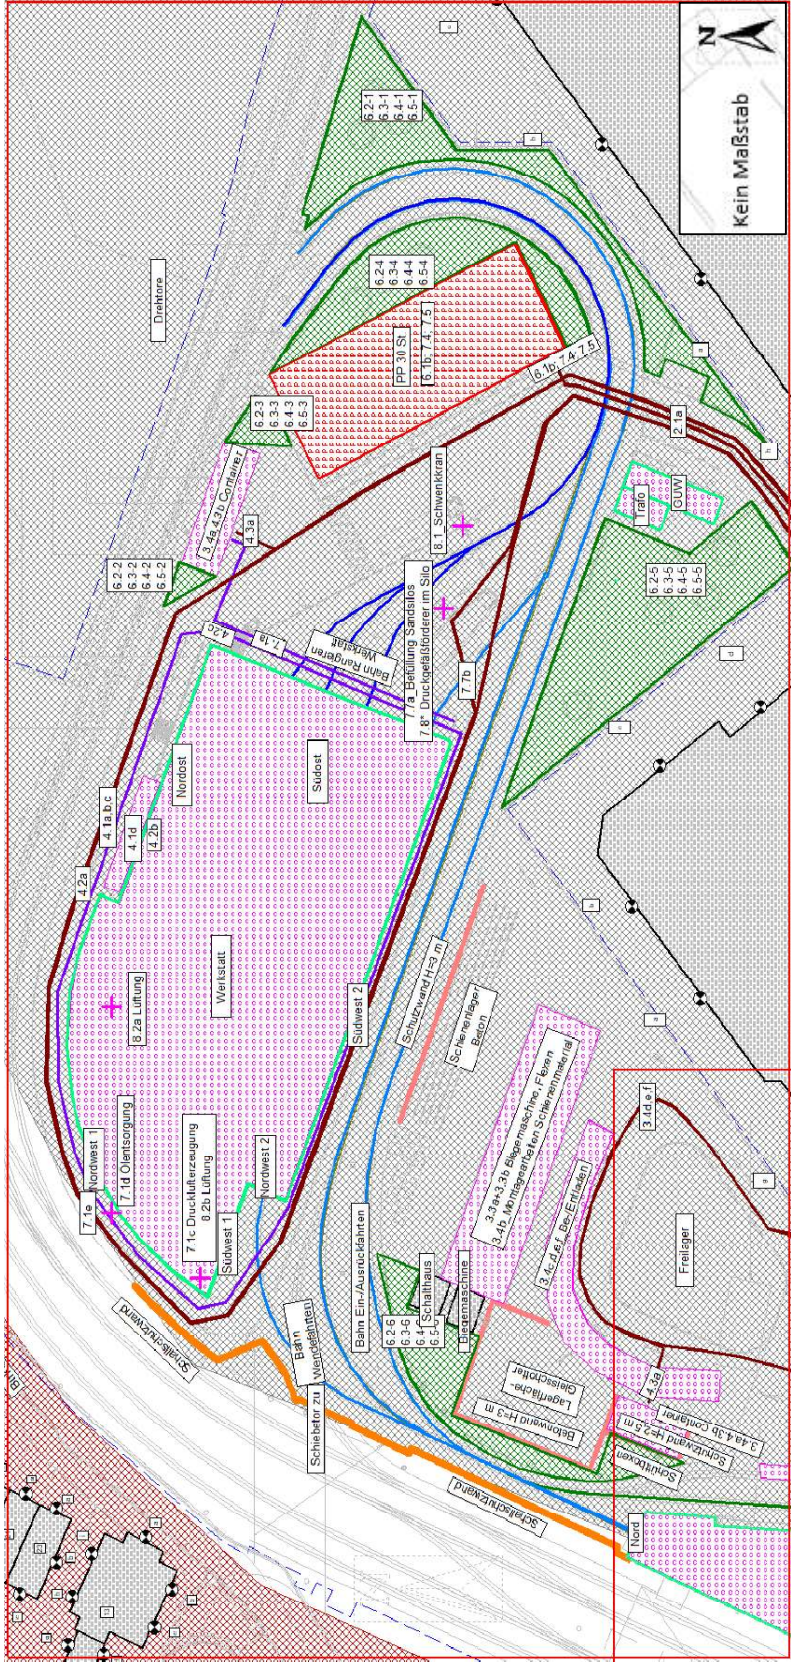 Kein Maßstab
N
6.2-1
6.3-1
6.4-1
6.5-1
Drehtore
6.2-4
6.3-4
6.4-4
6.5-4
PP 30 St
6.1b; 7.4; 7.5
6.1b; 7.4; 7.5
6.2-3
6.3-3
6.4-3
6.5-3
3.4a,4.3b Container
4.3a
6.2-2
6.3-2
6.4-2
6.5-2
2.1a
Trafo
GUW
8.1_Schwenkkran
6.2-5
6.3-5
6.4-5
6.5-5
4.2c
7.1a
Bahn Rangieren
Werkstatt
7.7a_Befüllung Sandsilos
7.8* Druckgefäßförderer im Silo
7.7b
Nordost
Südost
4.1a,b,c
4.1d
4.2b
4.2a
Werkstatt
8.2a Lüftung
Südwest 2
Schutzwand H=3 m
Schienenlager
Beton
Nordwest 1
7.1d Ölentsorgung
7.1e
7.1c Drucklufterzeugung
8.2b Lüftung
Nordwest 2
Südwest 1
3.3a+3.3b Biegemaschine, Flexen
3.4b_Montagearbeiten Schienenmaterial
3.4c,d,e,f_Be-/Entladen
3.4d,e,f
Freilager
Bahn Ein-/Ausrückfahrten
Schalthaus
Biegemaschine
6.2-6
6.3-6
Schallschutzwand
Bahn
Wendefahrten
Schiebetor zu
Lagerfläche-
Gleisschotter
Betonwand H=3 m
4.3a
3.4a,4.3b Container
Schutzwand H=2,5 m
Schüttboxen
Schallschutzwand
Nord